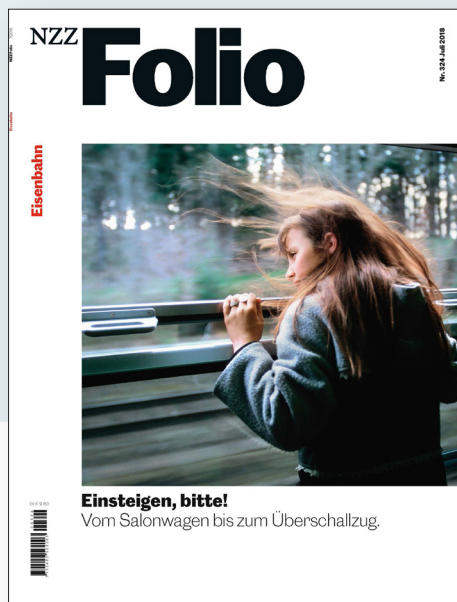 NZZ
Folio
Nr. 324 Juli 2018
Eisenbahn
Einsteigen, bitte!
Vom Salonwagen bis zum Überschallzug.